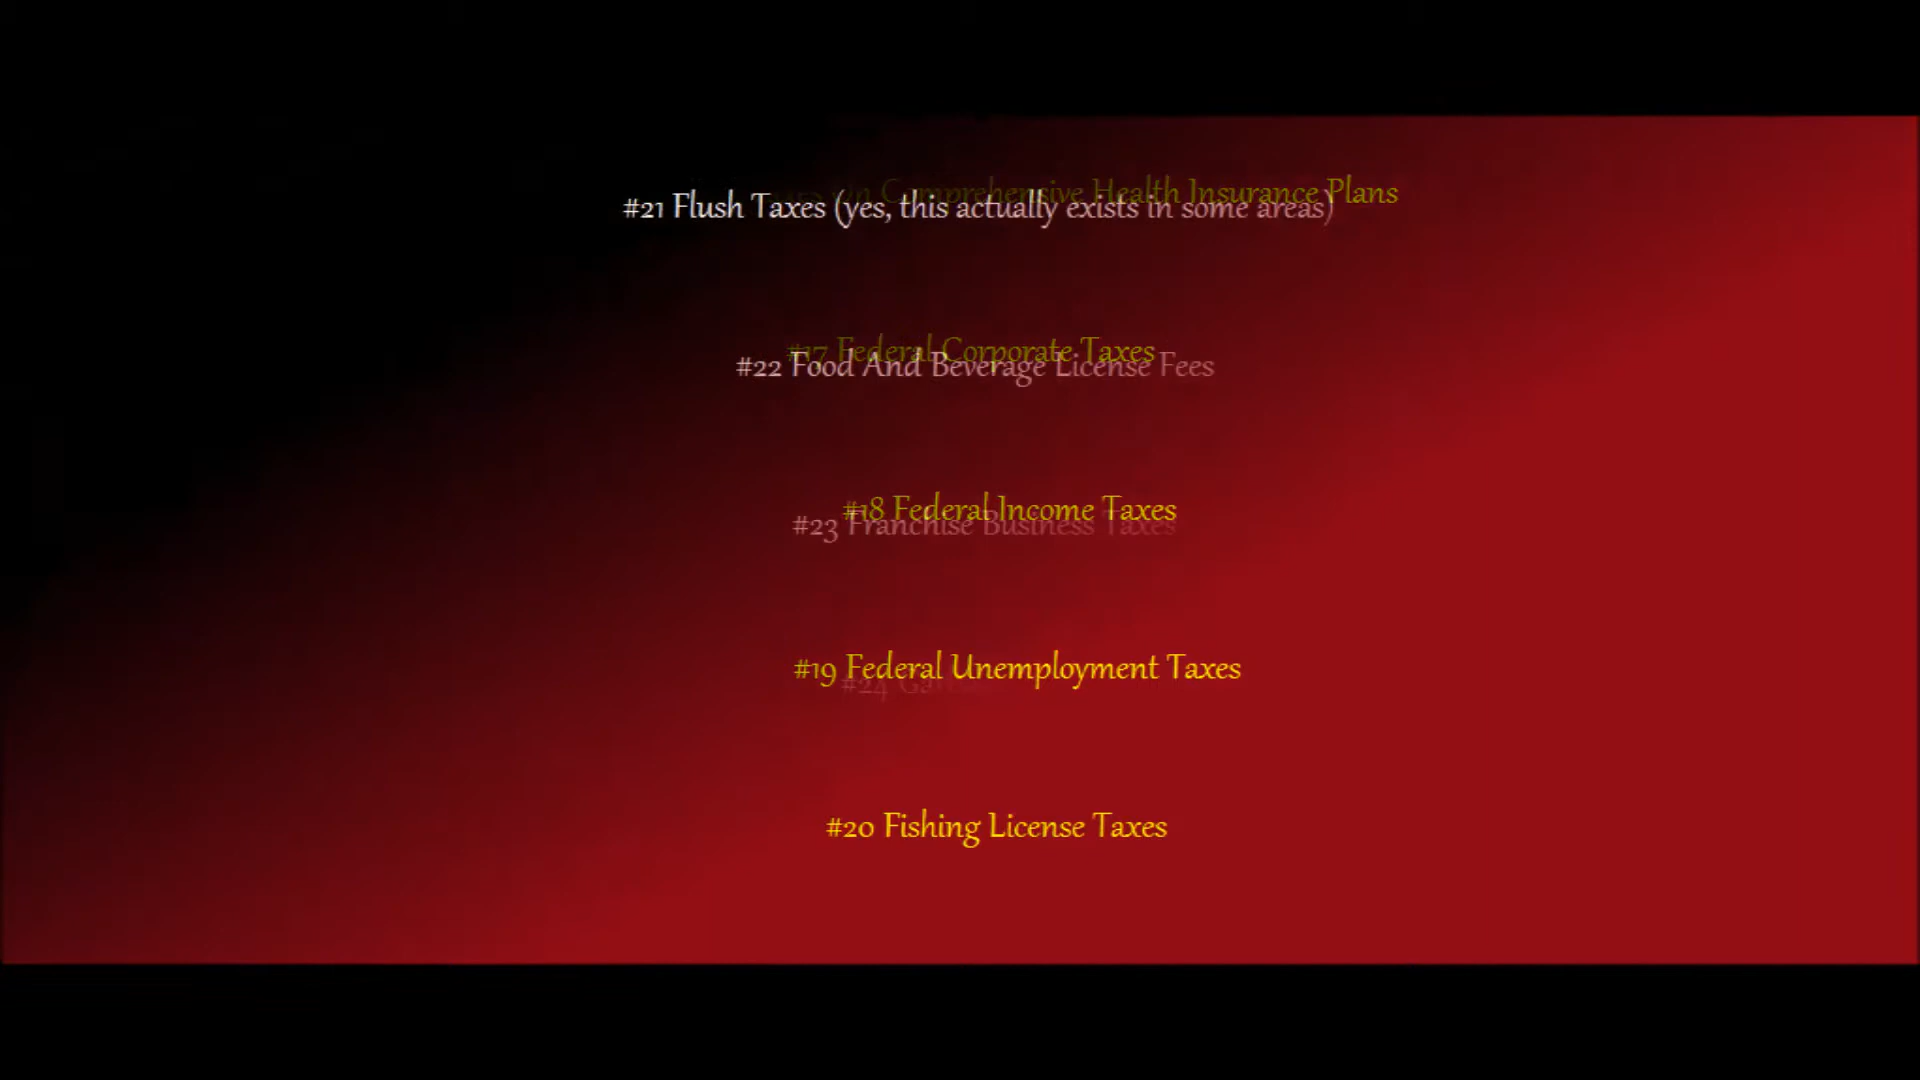 Comprehensive Health Insurance Plans
#21 Flush Taxes (yes, this actually exists in some areas)
#17 Federal Corporate Taxes
#22 Food And Beverage License Fees
#18 Federal Income Taxes
#23 Franchise Business Taxes
#19 Federal Unemployment Taxes
#24
#20 Fishing License Taxes